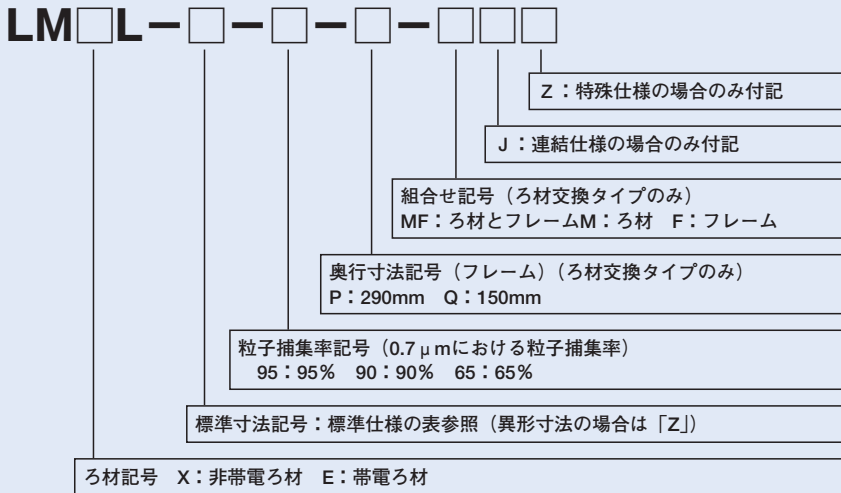 LM□L－□－□－□－□□□
Z：特殊仕様の場合のみ付記
J：連結仕様の場合のみ付記
組合せ記号（ろ材交換タイプのみ）
MF：ろ材とフレームM：ろ材　F：フレーム
奥行寸法記号（フレーム）（ろ材交換タイプのみ）
P：290mm　Q：150mm
粒子捕集率記号（0.7μmにおける粒子捕集率）
95：95%　90：90%　65：65%
標準寸法記号：標準仕様の表参照（異形寸法の場合は「Z」）
ろ材記号　X：非帯電ろ材　E：帯電ろ材